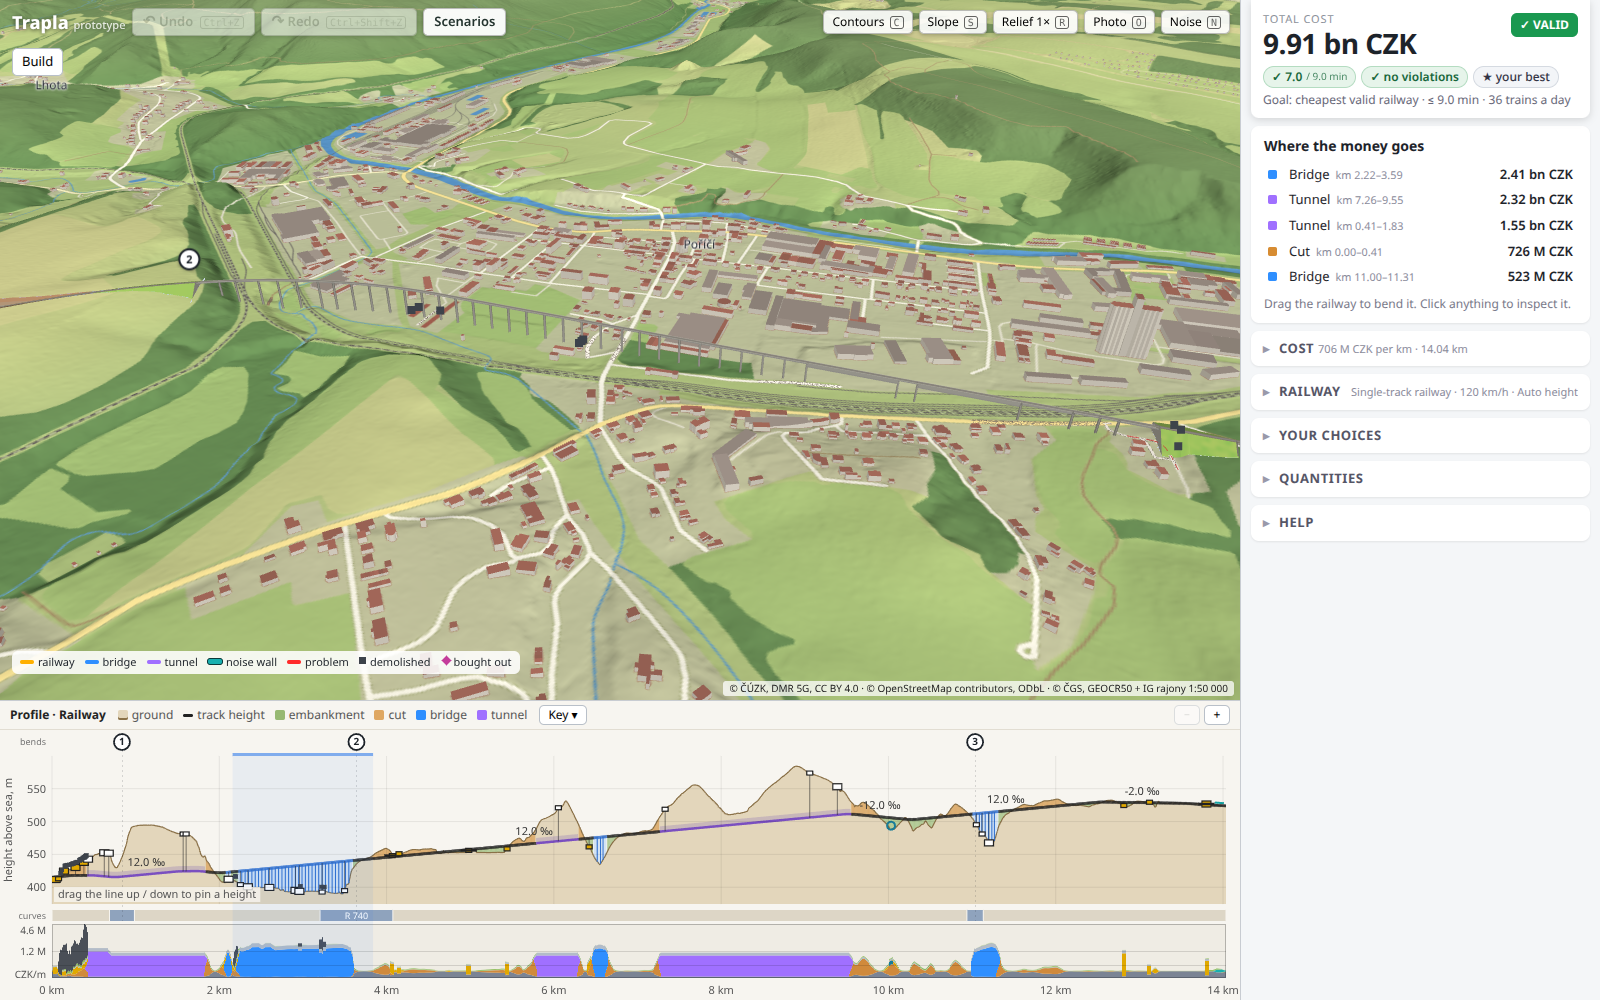 Trapla prototype
Undo Ctrl+Z
Redo Ctrl+Shift+Z
Scenarios
Contours C
Slope S
Relief 1× R
Photo O
Noise N
Build
Lhota
2
Poříčí
railway
bridge
tunnel
noise wall
problem
demolished
bought out
© ČÚZK, DMR 5G, CC BY 4.0 · © OpenStreetMap contributors, ODbL · © ČGS, GEOCR50 + IG rajony 1:50 000
TOTAL COST
9.91 bn CZK
✓ VALID
✓ 7.0 / 9.0 min
✓ no violations
★ your best
Goal: cheapest valid railway · ≤ 9.0 min · 36 trains a day
Where the money goes
Bridge km 2.22–3.59 2.41 bn CZK
Tunnel km 7.26–9.55 2.32 bn CZK
Tunnel km 0.41–1.83 1.55 bn CZK
Cut km 0.00–0.41 726 M CZK
Bridge km 11.00–11.31 523 M CZK
Drag the railway to bend it. Click anything to inspect it.
▸ COST 706 M CZK per km · 14.04 km
▸ RAILWAY Single-track railway · 120 km/h · Auto height
▸ YOUR CHOICES
▸ QUANTITIES
▸ HELP
Profile · Railway
ground
track height
embankment
cut
bridge
tunnel
Key ▾
−
+
bends
1
2
3
height above sea, m
550
500
450
400
12.0 ‰
12.0 ‰
12.0 ‰
12.0 ‰
-2.0 ‰
drag the line up / down to pin a height
curves
R 740
4.6 M
1.2 M
CZK/m
0 km
2 km
4 km
6 km
8 km
10 km
12 km
14 km